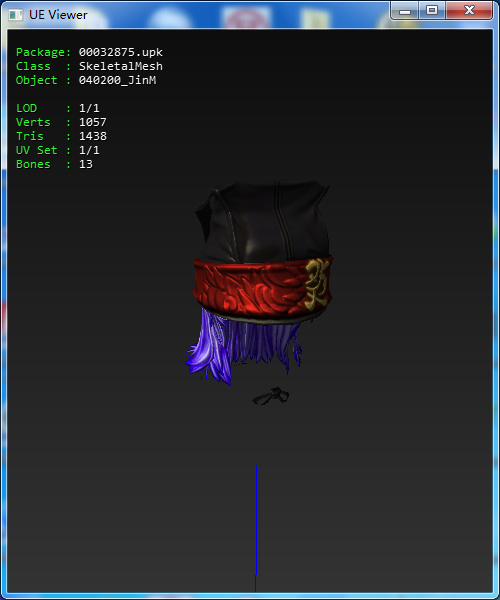 UE Viewer
Package: 00032875.upk
Class : SkeletalMesh
Object : 040200_JinM
LOD : 1/1
Verts : 1057
Tris : 1438
UV Set : 1/1
Bones : 13